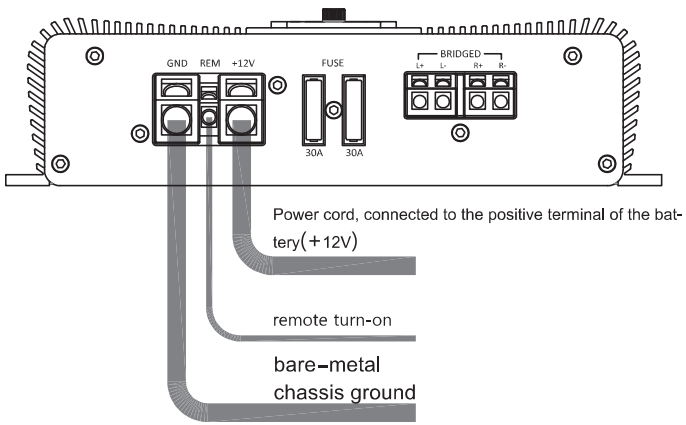 GND REM +12V
FUSE
BRIDGED
L+ L- R+ R-
30A 30A
Power cord, connected to the positive terminal of the bat-
tery(+12V)
remote turn-on
bare-metal
chassis ground